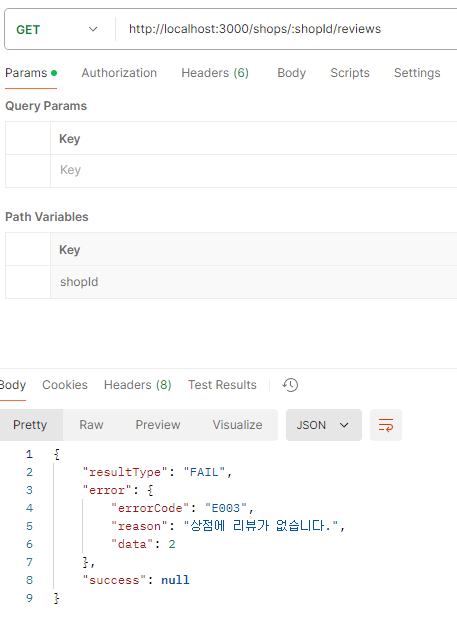 GET http://localhost:3000/shops/:shopId/reviews
Params Authorization Headers (6) Body Scripts Settings
Query Params
Key
Key
Path Variables
Key
shopId
Body Cookies Headers (8) Test Results
Pretty Raw Preview Visualize JSON
1 {
2 "resultType": "FAIL",
3 "error": {
4 "errorCode": "E003",
5 "reason": "상점에 리뷰가 없습니다.",
6 "data": 2
7 },
8 "success": null
9 }